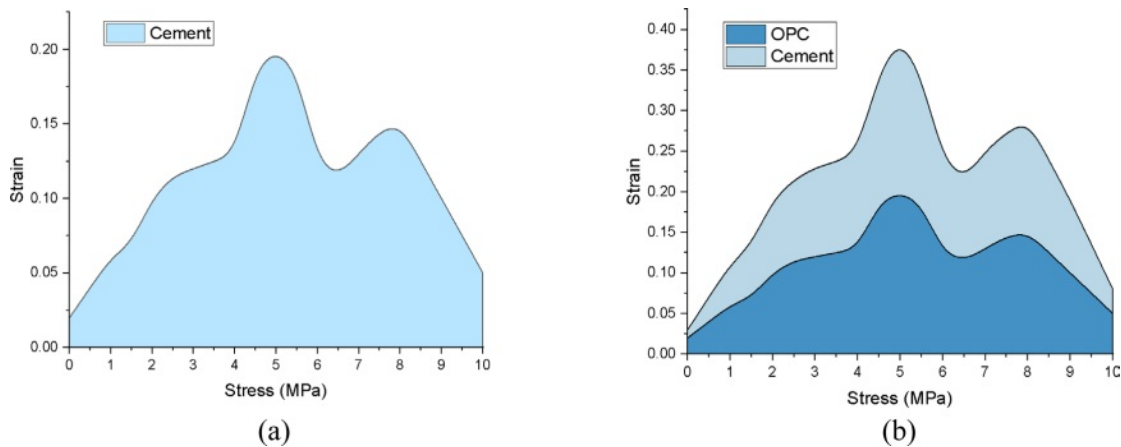 Cement
0.20
0.15
0.10
0.05
0.00
Strain
0 1 2 3 4 5 6 7 8 9 10
Stress (MPa)
(a)
OPC
Cement
0.40
0.35
0.30
0.25
0.20
0.15
0.10
0.05
0.00
Strain
0 1 2 3 4 5 6 7 8 9 10
Stress (MPa)
(b)